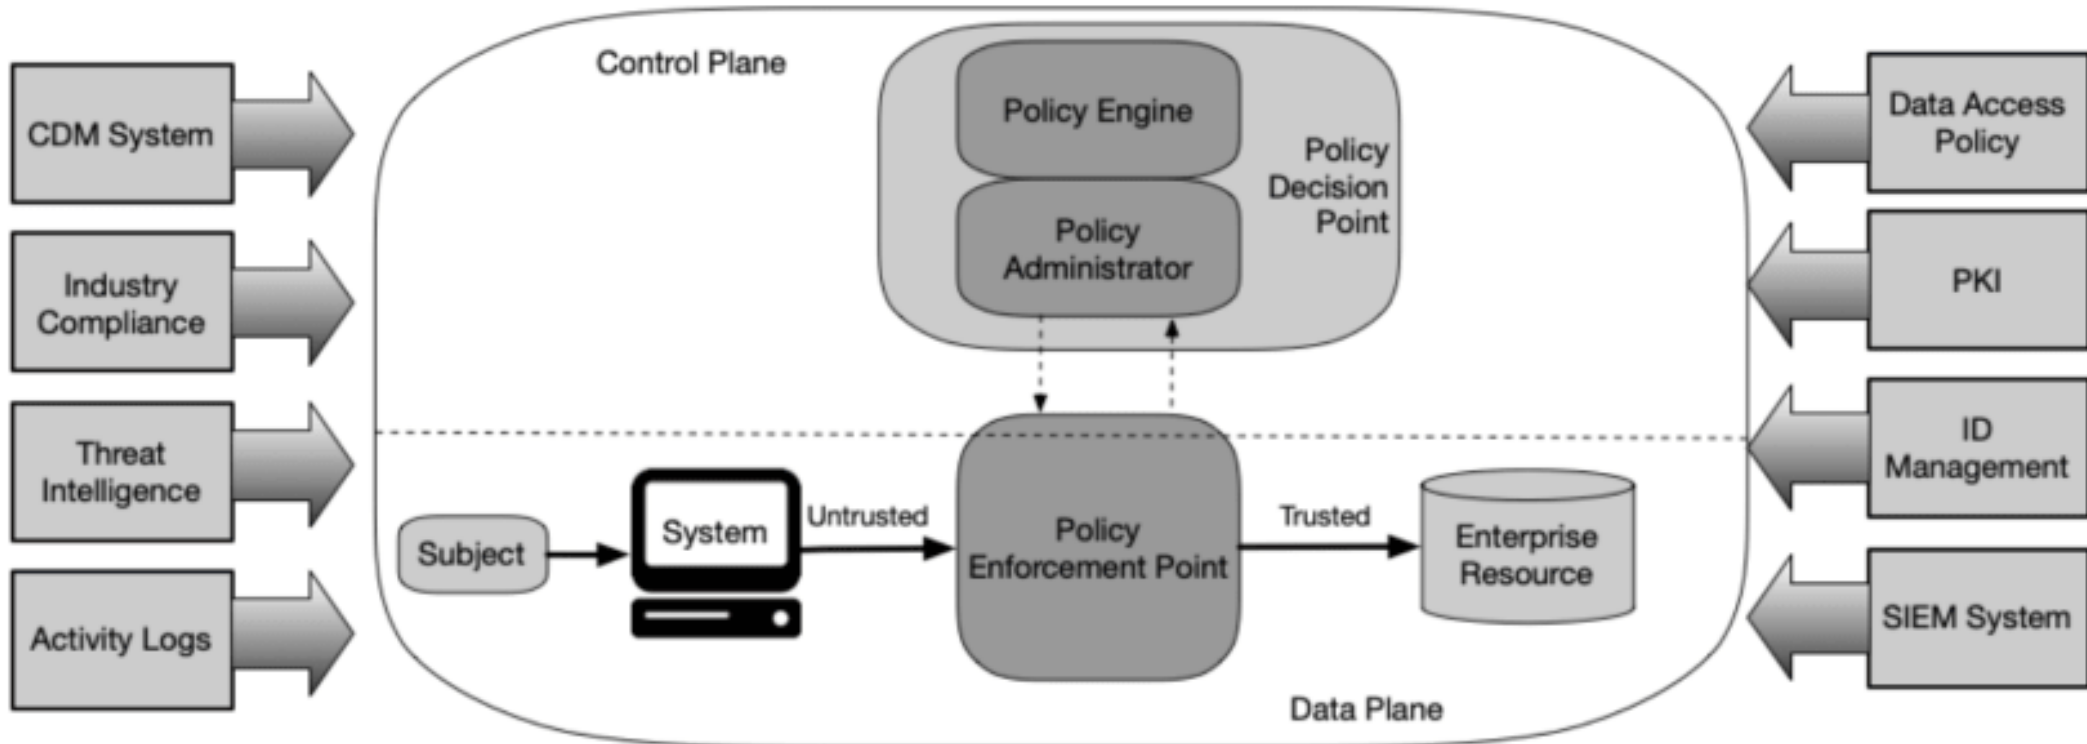 CDM System
Industry
Compliance
Threat
Intelligence
Activity Logs
Control Plane
Policy Engine
Policy
Administrator
Policy
Decision
Point
Subject
System
Untrusted
Policy
Enforcement Point
Trusted
Enterprise
Resource
Data Plane
Data Access
Policy
PKI
ID
Management
SIEM System